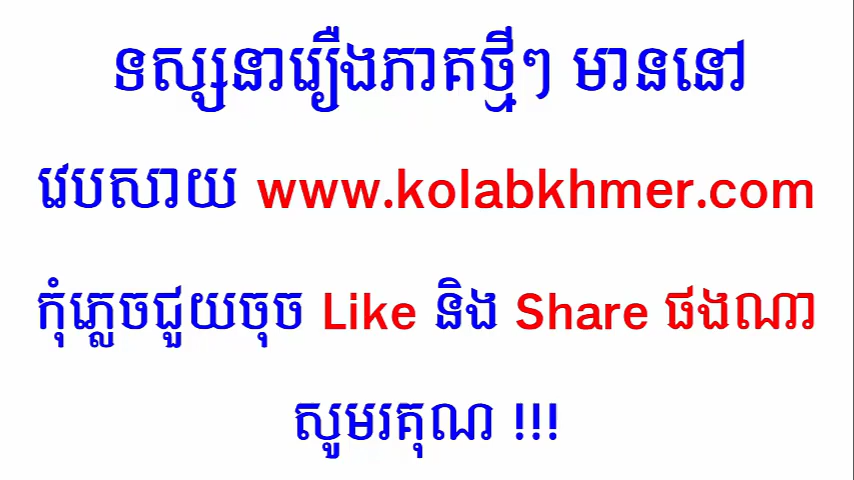 ទស្សនារឿងភាគថ្មីៗ មាននៅ
វេបសាយ www.kolabkhmer.com
កុំភ្លេចជួយចុច Like និង Share ផងណា
សូមរគុណ !!!